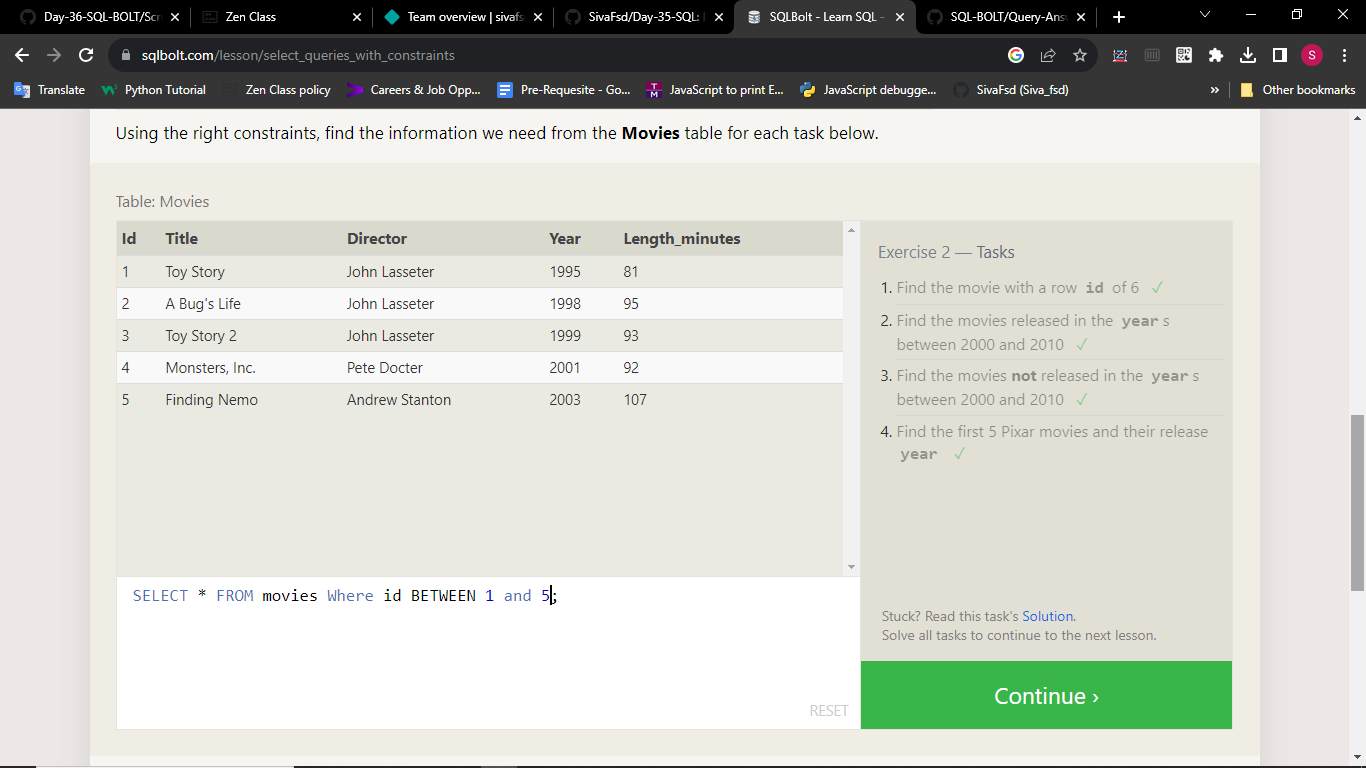 Day-36-SQL-BOLT/Scr
Zen Class
Team overview | sivafs
SivaFsd/Day-35-SQL:
SQLBolt - Learn SQL -
SQL-BOLT/Query-Ans
sqlbolt.com/lesson/select_queries_with_constraints
S
Translate
Python Tutorial
Zen Class policy
Careers & Job Opp...
Pre-Requesite - Go...
JavaScript to print E...
JavaScript debugge...
SivaFsd (Siva_fsd)
»
Other bookmarks
Using the right constraints, find the information we need from the Movies table for each task below.
Table: Movies
Id Title Director Year Length_minutes
1 Toy Story John Lasseter 1995 81
2 A Bug's Life John Lasseter 1998 95
3 Toy Story 2 John Lasseter 1999 93
4 Monsters, Inc. Pete Docter 2001 92
5 Finding Nemo Andrew Stanton 2003 107
SELECT * FROM movies Where id BETWEEN 1 and 5;
RESET
Exercise 2 — Tasks
1. Find the movie with a row id of 6 ✓
2. Find the movies released in the year s
between 2000 and 2010 ✓
3. Find the movies not released in the year s
between 2000 and 2010 ✓
4. Find the first 5 Pixar movies and their release
year ✓
Stuck? Read this task's Solution.
Solve all tasks to continue to the next lesson.
Continue ›